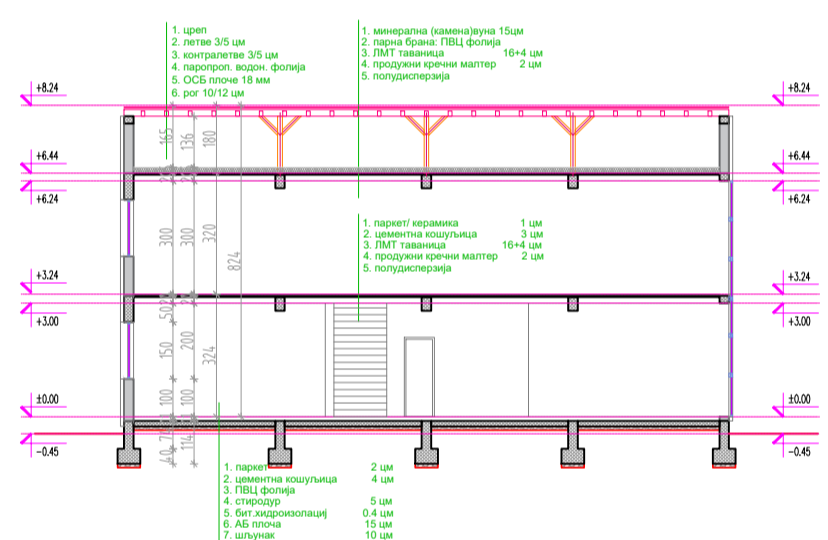 1. цреп
2. летве 3/5 цм
3. контралетве 3/5 цм
4. паропроп. водон. фолија
5. ОСБ плоче 18 мм
6. рог 10/12 цм
1. минерална (камена)вуна 15цм
2. парна брана: ПВЦ фолија
3. ЛМТ таваница 16+4 цм
4. продужни кречни малтер 2 цм
5. полудисперзија
+8.24
+8.24
165
136
180
+6.44
+6.44
+6.24
+6.24
300
300
320
824
1. паркет/ керамика 1 цм
2. цементна кошуљица 3 цм
3. ЛМТ таваница 16+4 цм
4. продужни кречни малтер 2 цм
5. полудисперзија
+3.24
+3.24
+3.00
+3.00
150
200
324
100
100
±0.00
±0.00
-0.45
-0.45
40
114
1. паркет 2 цм
2. цементна кошуљица 4 цм
3. ПВЦ фолија
4. стиродур 5 цм
5. бит.хидроизолациј 0.4 цм
6. АБ плоча 15 цм
7. шљунак 10 цм